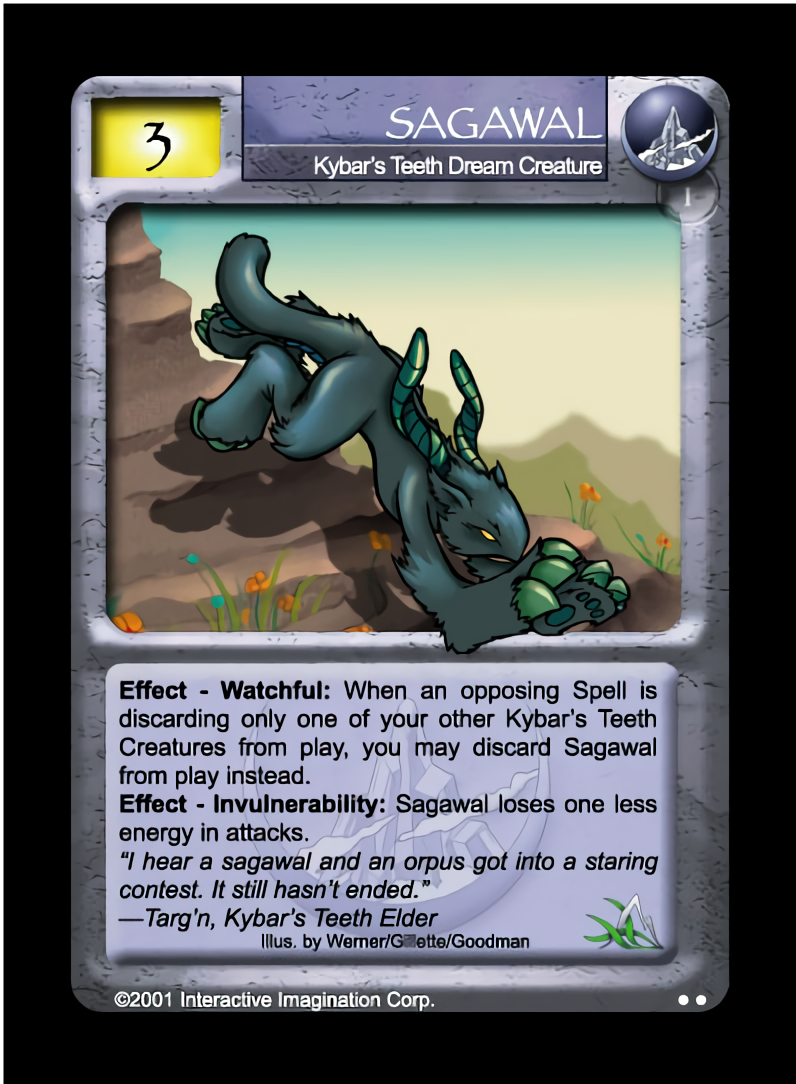 3
SAGAWAL
Kybar's Teeth Dream Creature
1
Effect - Watchful: When an opposing Spell is
discarding only one of your other Kybar's Teeth
Creatures from play, you may discard Sagawal
from play instead.
Effect - Invulnerability: Sagawal loses one less
energy in attacks.
"I hear a sagawal and an orpus got into a staring
contest. It still hasn't ended."
—Targ'n, Kybar's Teeth Elder
Illus. by
©2001 Interactive Imagination Corp.